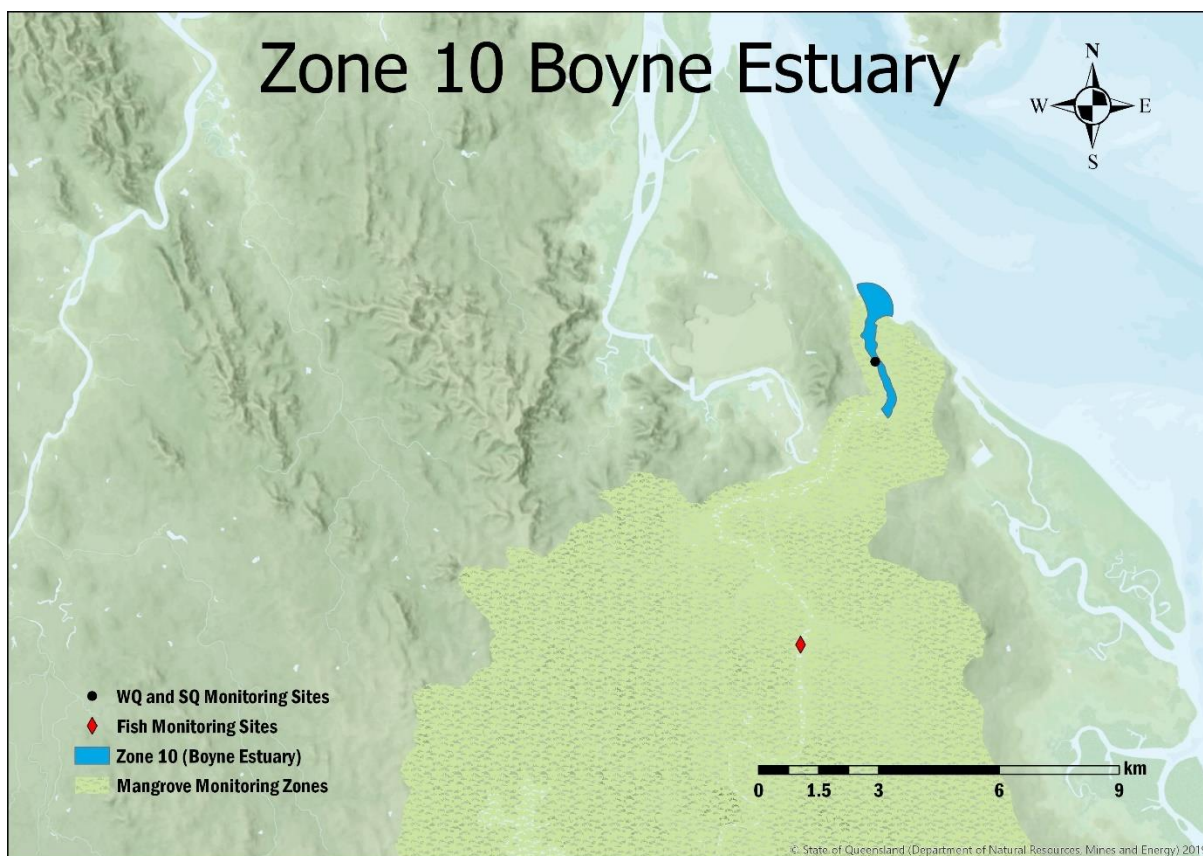 Zone 10 Boyne Estuary
N
W E
S
WQ and SQ Monitoring Sites
Fish Monitoring Sites
Zone 10 (Boyne Estuary)
Mangrove Monitoring Zones
km
0 1.5 3 6 9
© State of Queensland (Department of Natural Resources, Mines and Energy) 201